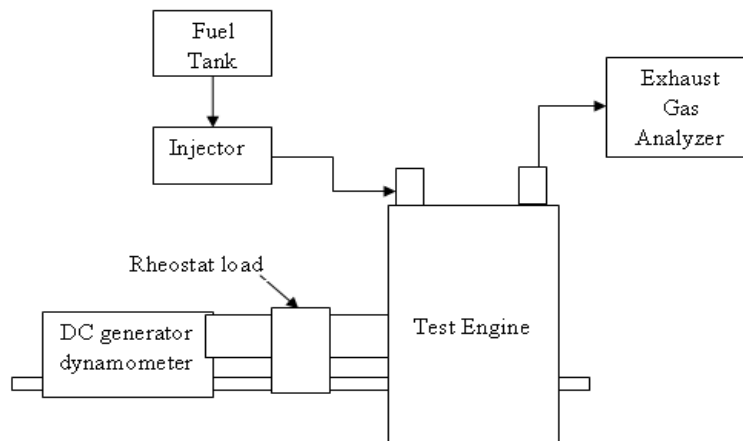 Fuel
Tank
Exhaust
Gas
Analyzer
Injector
Rheostat load
DC generator
dynamometer
Test Engine